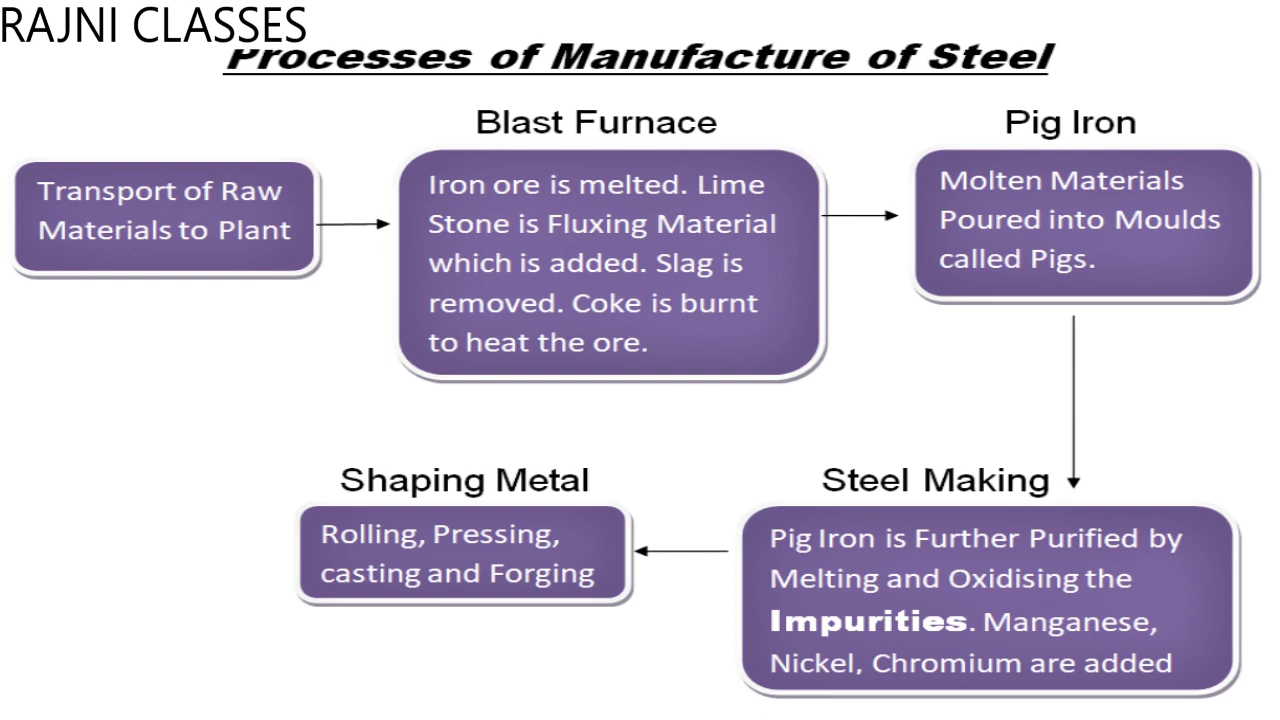 RAJNI CLASSES
Processes of Manufacture of Steel
Transport of Raw
Materials to Plant
Blast Furnace
Iron ore is melted. Lime
Stone is Fluxing Material
which is added. Slag is
removed. Coke is burnt
to heat the ore.
Pig Iron
Molten Materials
Poured into Moulds
called Pigs.
Steel Making
Pig Iron is Further Purified by
Melting and Oxidising the
Impurities. Manganese,
Nickel, Chromium are added
Shaping Metal
Rolling, Pressing,
casting and Forging